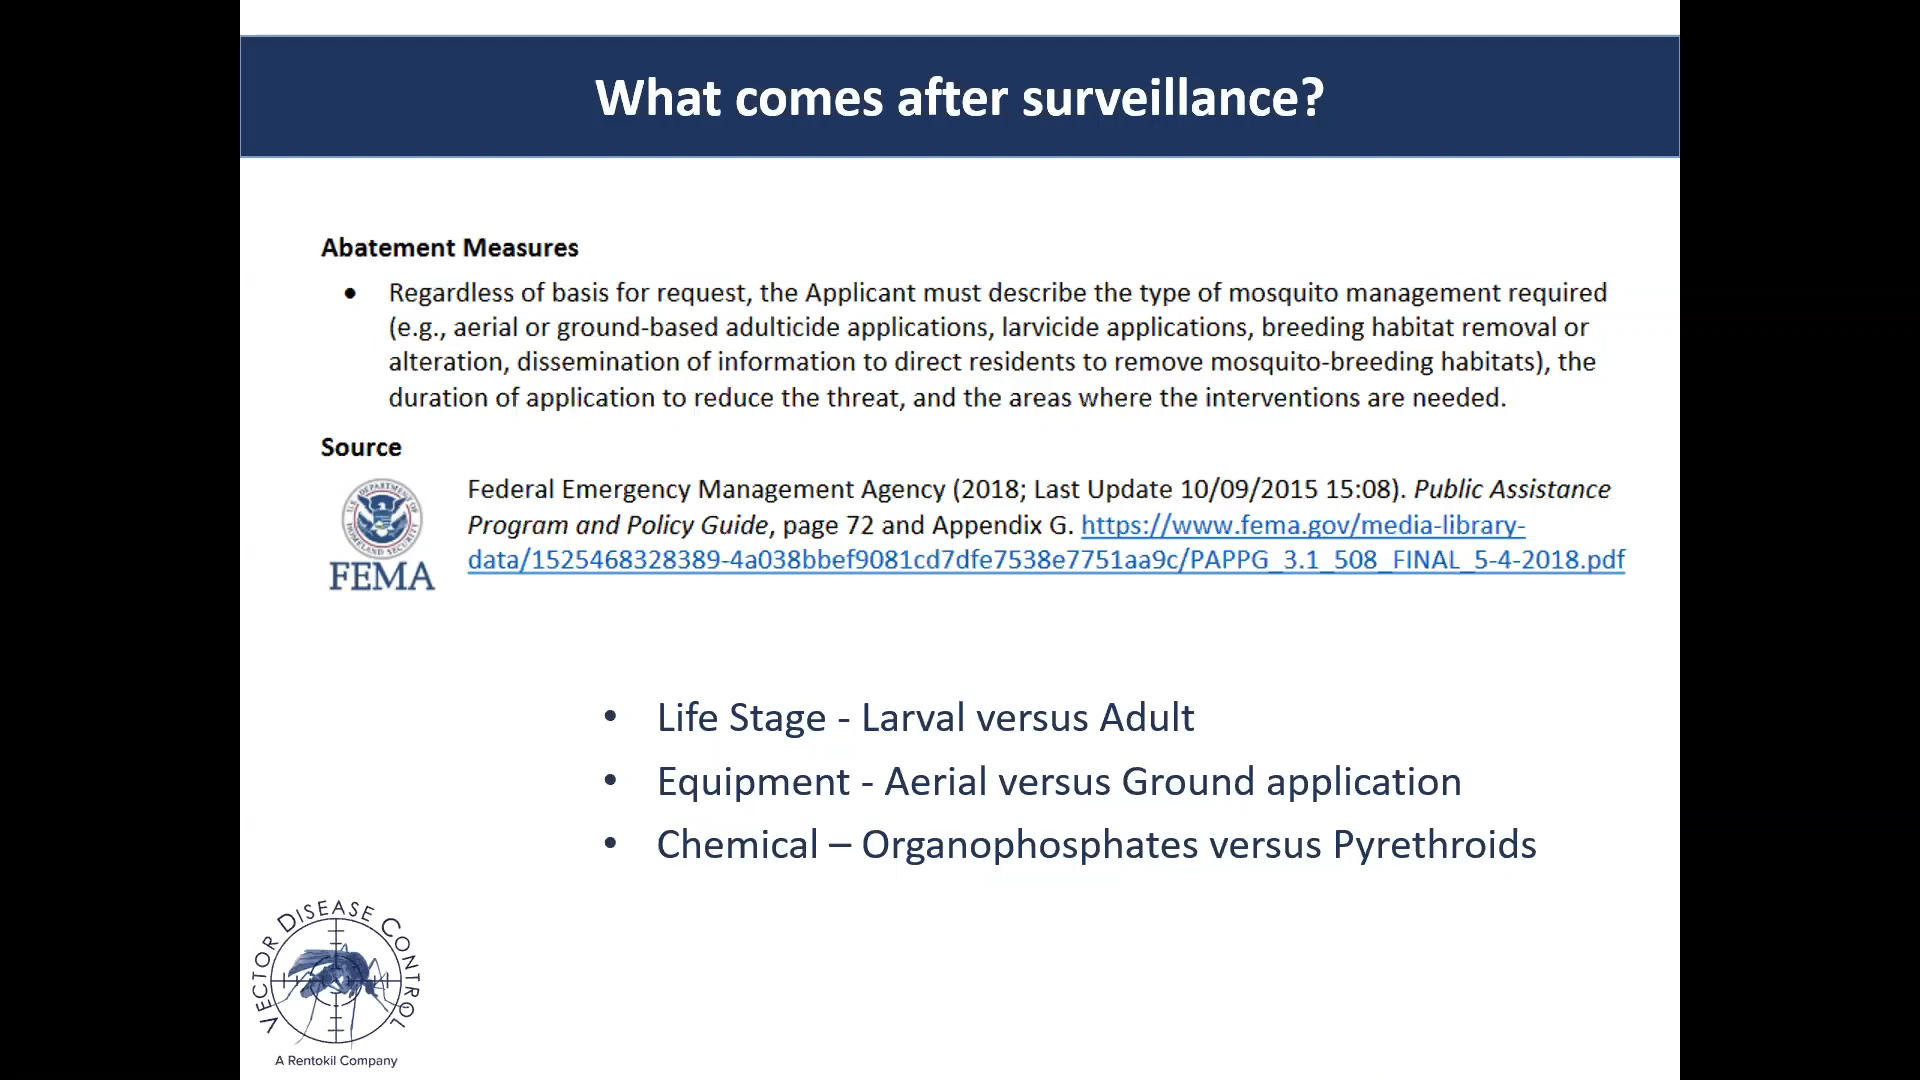 What comes after surveillance?
Abatement Measures
• Regardless of basis for request, the Applicant must describe the type of mosquito management required
(e.g., aerial or ground-based adulticide applications, larvicide applications, breeding habitat removal or
alteration, dissemination of information to direct residents to remove mosquito-breeding habitats), the
duration of application to reduce the threat, and the areas where the interventions are needed.
Source
U.S. DEPARTMENT OF HOMELAND SECURITY
FEMA
Federal Emergency Management Agency (2018; Last Update 10/09/2015 15:08). Public Assistance
Program and Policy Guide, page 72 and Appendix G. https://www.fema.gov/media-library-
data/1525468328389-4a038bbef9081cd7dfe7538e7751aa9c/PAPPG_3.1_508_FINAL_5-4-2018.pdf
• Life Stage - Larval versus Adult
• Equipment - Aerial versus Ground application
• Chemical – Organophosphates versus Pyrethroids
VECTOR DISEASE CONTROL
A Rentokil Company